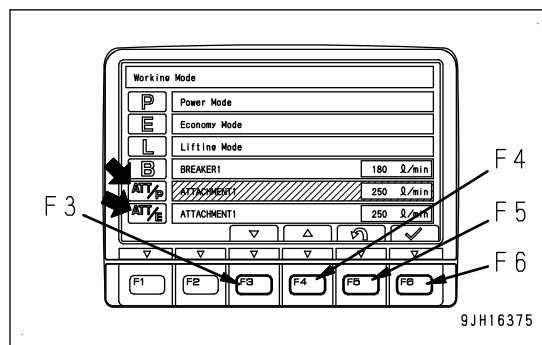 Working Mode
P Power Mode
E Economy Mode
L Lifting Mode
B BREAKER1 180 ℓ/min
ATT/P ATTACHMENT1 250 ℓ/min
ATT/E ATTACHMENT1 250 ℓ/min
F3
F4
F5
F6
F1 F2 F3 F4 F5 F6
9JH16375